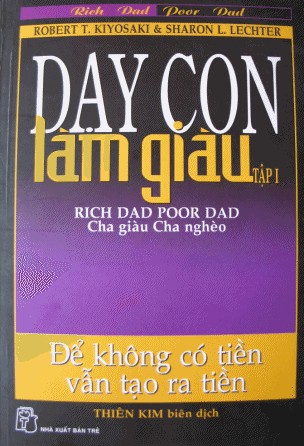 Rich Dad Poor Dad
ROBERT T. KIYOSAKI & SHARON L. LECHTER
DẠY CON
làm giàu TẬP I
RICH DAD POOR DAD
Cha giàu Cha nghèo
Để không có tiền
vẫn tạo ra tiền
THIÊN KIM biên dịch
NHÀ XUẤT BẢN TRẺ